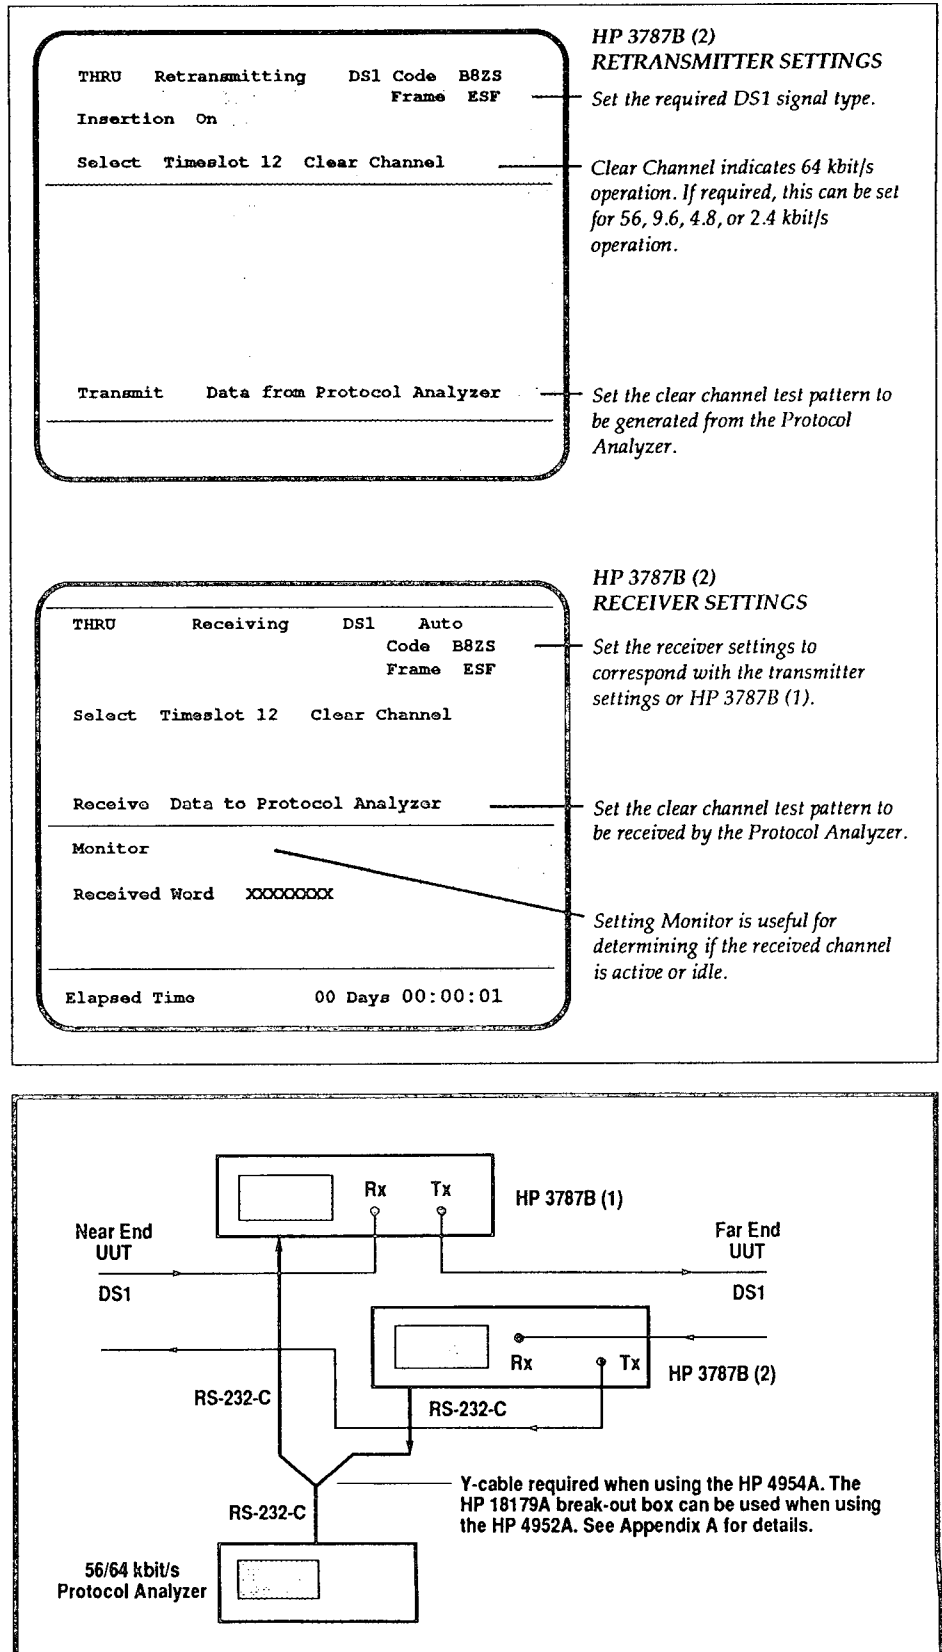 HP 3787B (2)
RETRANSMITTER SETTINGS
THRU Retransmitting DS1 Code B8ZS
Frame ESF
Set the required DS1 signal type.
Insertion On
Select Timeslot 12 Clear Channel
Clear Channel indicates 64 kbit/s
operation. If required, this can be set
for 56, 9.6, 4.8, or 2.4 kbit/s
operation.
Transmit Data from Protocol Analyzer
Set the clear channel test pattern to
be generated from the Protocol
Analyzer.
HP 3787B (2)
RECEIVER SETTINGS
THRU Receiving DS1 Auto
Code B8ZS
Frame ESF
Set the receiver settings to
correspond with the transmitter
settings or HP 3787B (1).
Select Timeslot 12 Clear Channel
Receive Data to Protocol Analyzer
Set the clear channel test pattern to
be received by the Protocol Analyzer.
Monitor
Received Word XXXXXXXX
Setting Monitor is useful for
determining if the received channel
is active or idle.
Elapsed Time 00 Days 00:00:01
Rx Tx
HP 3787B (1)
Near End
UUT
DS1
Far End
UUT
DS1
Rx Tx
HP 3787B (2)
RS-232-C
RS-232-C
Y-cable required when using the HP 4954A. The
HP 18179A break-out box can be used when using
the HP 4952A. See Appendix A for details.
RS-232-C
56/64 kbit/s
Protocol Analyzer